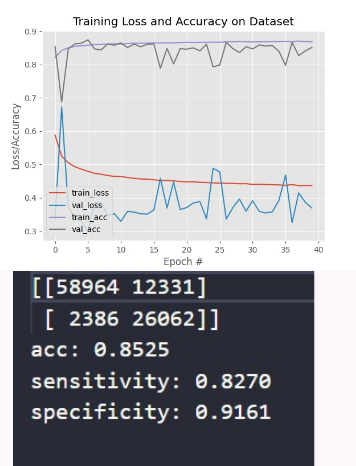 Training Loss and Accuracy on Dataset
0.9
0.8
0.7
0.6
0.5
0.4
0.3
Loss/Accuracy
train_loss
val_loss
train_acc
val_acc
0 5 10 15 20 25 30 35 40
Epoch #
[[58964 12331]
[ 2386 26062]]
acc: 0.8525
sensitivity: 0.8270
specificity: 0.9161